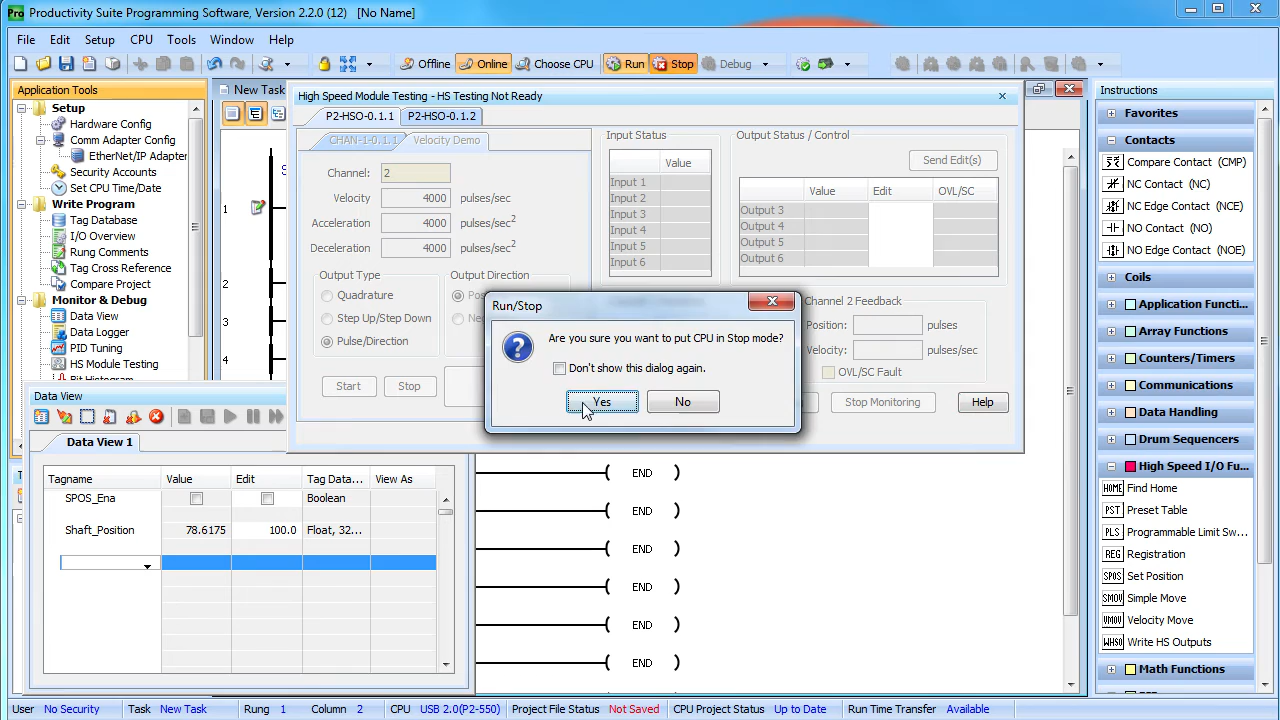 Pro Productivity Suite Programming Software, Version 2.2.0 (12) [No Name]
File Edit Setup CPU Tools Window Help
Offline Online Choose CPU Run Stop Debug
Application Tools
Setup
Hardware Config
Comm Adapter Config
EtherNet/IP Adapter
Security Accounts
Set CPU Time/Date
Write Program
Tag Database
I/O Overview
Rung Comments
Tag Cross Reference
Compare Project
Monitor & Debug
Data View
Data Logger
PID Tuning
HS Module Testing
Bit Histogram
New Task
1
2
3
4
High Speed Module Testing - HS Testing Not Ready
P2-HSO-0.1.1 P2-HSO-0.1.2
CHAN-1-0.1.1 Velocity Demo
Channel: 2
Velocity 4000 pulses/sec
Acceleration 4000 pulses/sec2
Deceleration 4000 pulses/sec2
Output Type
Quadrature
Step Up/Step Down
Pulse/Direction
Output Direction
Start Stop
Input Status
Value
Input 1
Input 2
Input 3
Input 4
Input 5
Input 6
Output Status / Control
Send Edit(s)
Value Edit OVL/SC
Output 3
Output 4
Output 5
Output 6
Channel 2 Feedback
Position: pulses
Velocity: pulses/sec
OVL/SC Fault
Stop Monitoring Help
Run/Stop
Are you sure you want to put CPU in Stop mode?
Don't show this dialog again.
Yes No
Data View
Data View 1
Tagname Value Edit Tag Data... View As
SPOS_Ena Boolean
Shaft_Position 78.6175 100.0 Float, 32...
END
END
END
END
END
END
Instructions
Favorites
Contacts
Compare Contact (CMP)
NC Contact (NC)
NC Edge Contact (NCE)
NO Contact (NO)
NO Edge Contact (NOE)
Coils
Application Functi...
Array Functions
Counters/Timers
Communications
Data Handling
Drum Sequencers
High Speed I/O Fu...
HOME Find Home
PST Preset Table
PLS Programmable Limit Sw...
REG Registration
SPOS Set Position
SMOV Simple Move
VMOV Velocity Move
WHSO Write HS Outputs
Math Functions
User No Security Task New Task Rung 1 Column 2 CPU USB 2.0(P2-550) Project File Status Not Saved CPU Project Status Up to Date Run Time Transfer Available